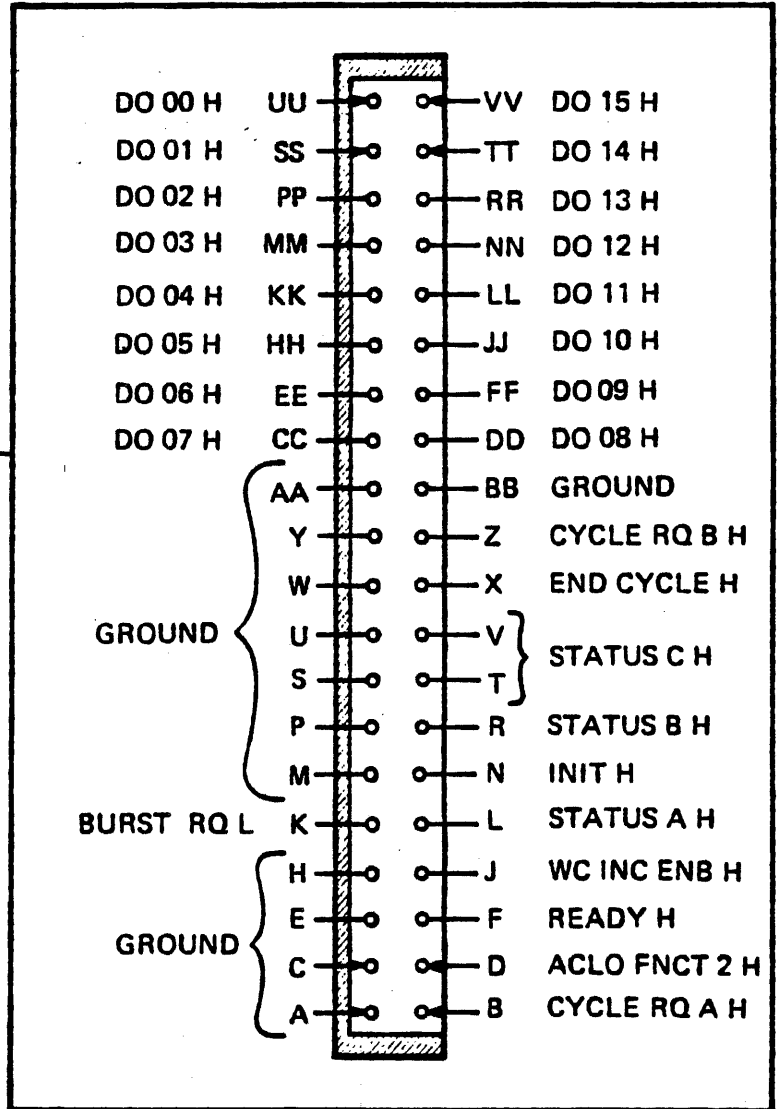 DO 00 H UU VV DO 15 H
DO 01 H SS TT DO 14 H
DO 02 H PP RR DO 13 H
DO 03 H MM NN DO 12 H
DO 04 H KK LL DO 11 H
DO 05 H HH JJ DO 10 H
DO 06 H EE FF DO 09 H
DO 07 H CC DD DO 08 H
AA BB GROUND
Y Z CYCLE RQ B H
W X END CYCLE H
GROUND U V
STATUS C H
S T
P R STATUS B H
M N INIT H
BURST RQ L K L STATUS A H
H J WC INC ENB H
E F READY H
GROUND
C D ACLO FNCT 2 H
A B CYCLE RQ A H